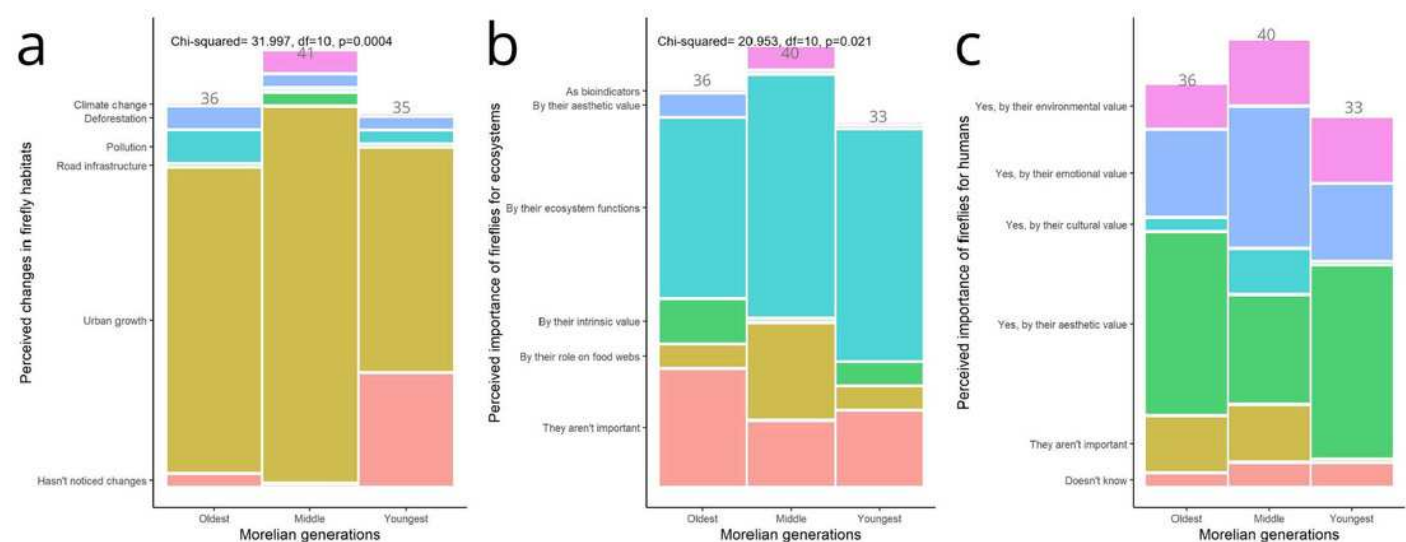 a
Chi-squared= 31.997, df=10, p=0.0004
41
36
35
Climate change
Deforestation
Pollution
Road infrastructure
Urban growth
Hasn't noticed changes
Perceived changes in firefly habitats
Oldest
Middle
Youngest
Morelian generations
b
Chi-squared= 20.953, df=10, p=0.021
40
36
33
As bioindicators
By their aesthetic value
By their ecosystem functions
By their intrinsic value
By their role on food webs
They aren't important
Perceived importance of fireflies for ecosystems
Oldest
Middle
Youngest
Morelian generations
c
40
36
33
Yes, by their environmental value
Yes, by their emotional value
Yes, by their cultural value
Yes, by their aesthetic value
They aren't important
Doesn't know
Perceived importance of fireflies for humans
Oldest
Middle
Youngest
Morelian generations